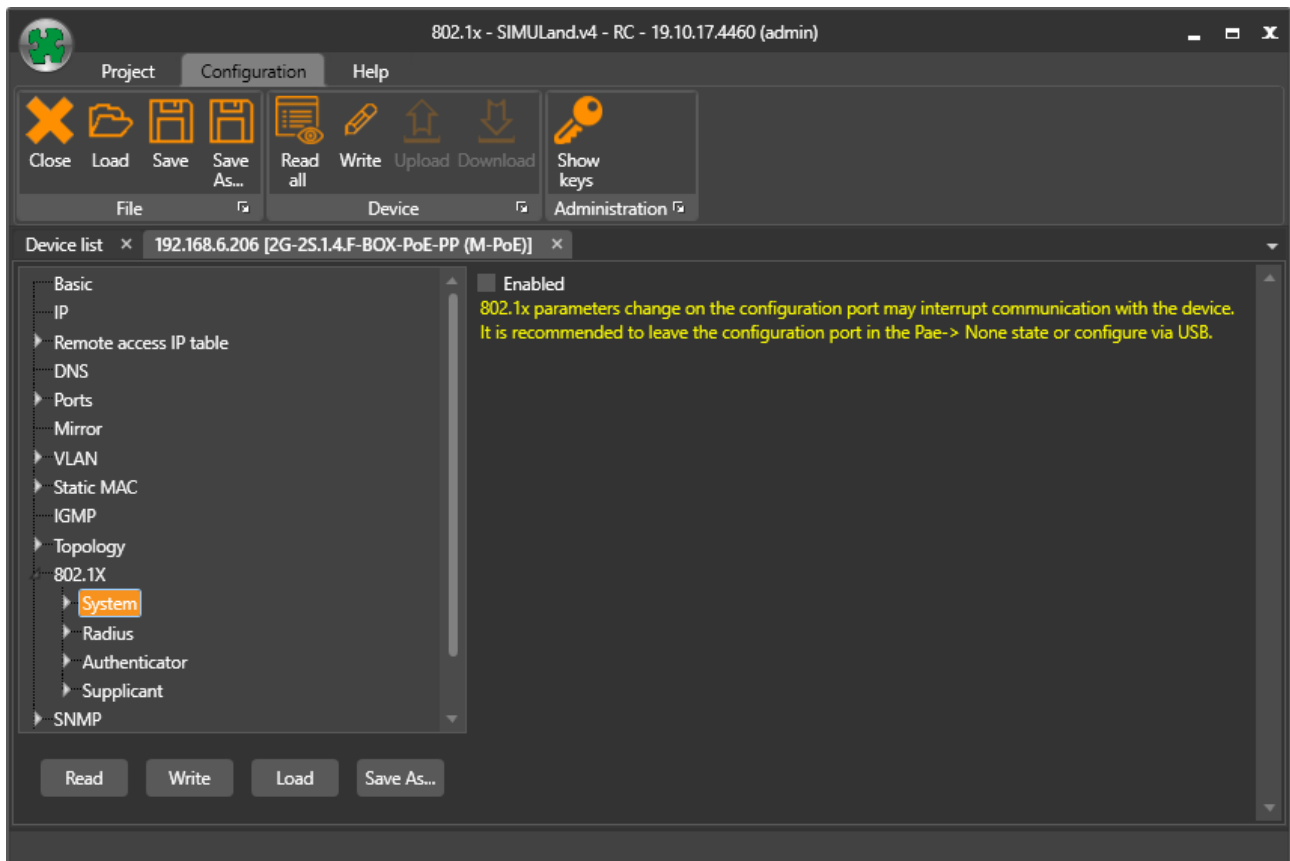 802.1x - SIMULand.v4 - RC - 19.10.17.4460 (admin)
Project Configuration Help
Close Load Save Save As... Read all Write Upload Download Show keys
File Device Administration
Device list × 192.168.6.206 [2G-2S.1.4.F-BOX-PoE-PP (M-PoE)] ×
Basic
IP
Remote access IP table
DNS
Ports
Mirror
VLAN
Static MAC
IGMP
Topology
802.1X
System
Radius
Authenticator
Supplicant
SNMP
Read Write Load Save As...
Enabled
802.1x parameters change on the configuration port may interrupt communication with the device.
It is recommended to leave the configuration port in the Pae-> None state or configure via USB.